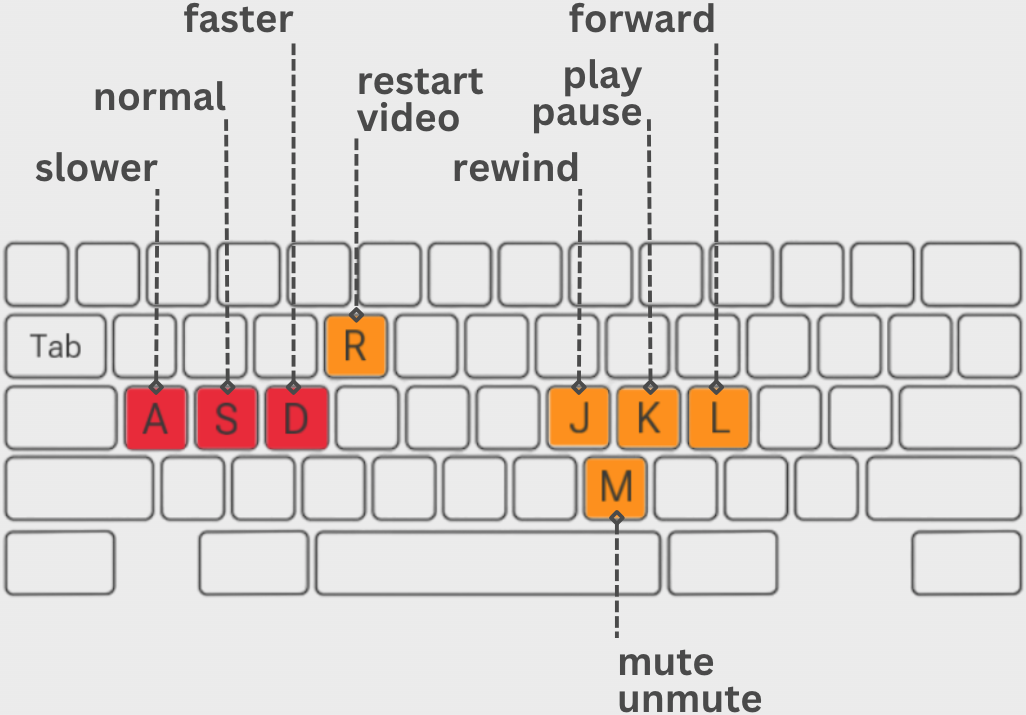 faster
forward
normal
restart
video
play
pause
slower
rewind
Tab
R
A S D J K L
M
mute
unmute